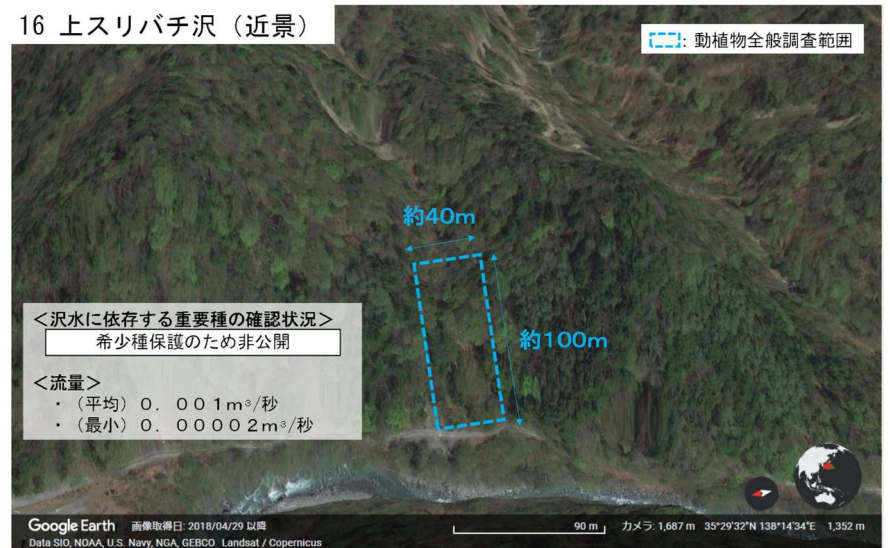 16 上スリバチ沢（近景）
: 動植物全般調査範囲
約40m
約100m
＜沢水に依存する重要種の確認状況＞
希少種保護のため非公開
＜流量＞
・（平均）０．００１m³/秒
・（最小）０．００００２m³/秒
Google Earth 画像取得日: 2018/04/29 以降
Data SIO, NOAA, U.S. Navy, NGA, GEBCO Landsat / Copernicus
90 m
カメラ: 1,687 m 35°29'32"N 138°14'34"E 1,352 m